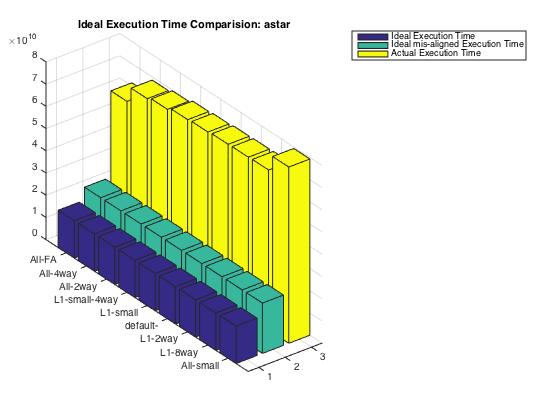 Ideal Execution Time Comparision: astar
×10^10
8
7
6
5
4
3
2
1
0
All-FA
All-4way
All-2way
L1-small-4way
L1-small
default-
L1-2way
L1-8way
All-small
1
2
3
Ideal Execution Time
Ideal mis-aligned Execution Time
Actual Execution Time